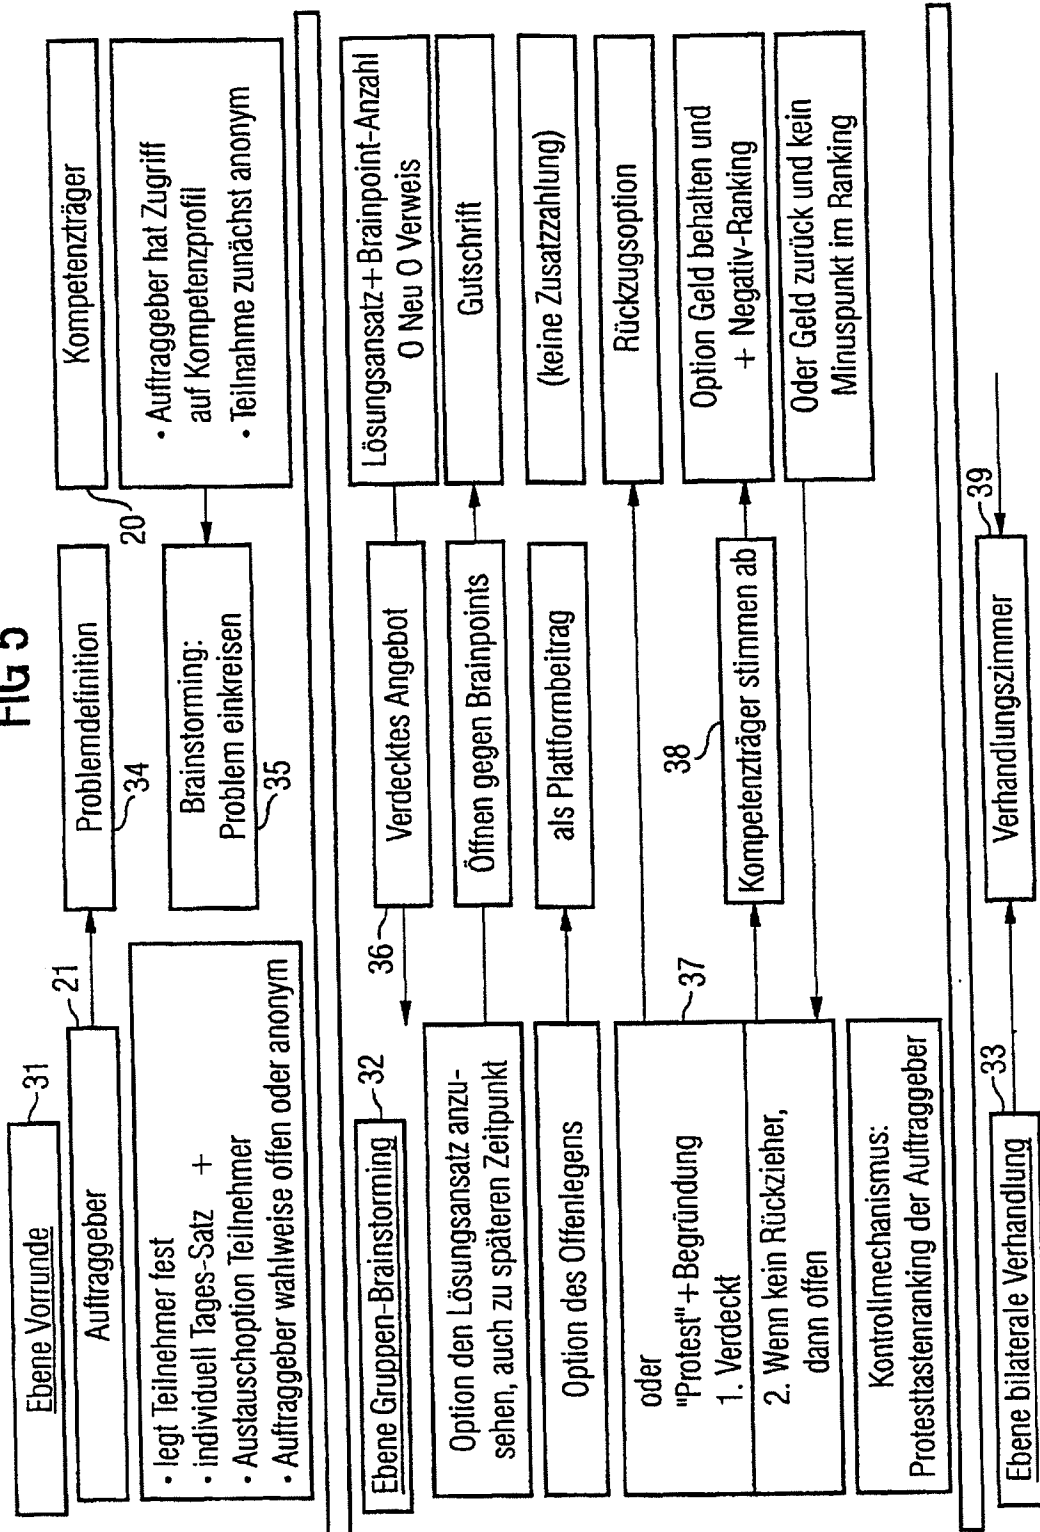 FIG 5
Ebene Vorrunde
31
Auftraggeber
21
• legt Teilnehmer fest
• individuell Tages-Satz +
• Austauschoption Teilnehmer
• Auftraggeber wahlweise offen oder anonym
Problemdefinition
34
Brainstorming:
Problem einkreisen
35
Kompetenzträger
20
• Auftraggeber hat Zugriff
auf Kompetenzprofil
• Teilnahme zunächst anonym
Ebene Gruppen-Brainstorming
32
Verdecktes Angebot
36
Lösungsansatz+Brainpoint-Anzahl
O Neu O Verweis
Option den Lösungsansatz anzu-
sehen, auch zu späteren Zeitpunkt
Öffnen gegen Brainpoints
Gutschrift
Option des Offenlegens
als Plattformbeitrag
(keine Zusatzzahlung)
oder
"Protest"+Begründung
1. Verdeckt
2. Wenn kein Rückzieher,
dann offen
37
Rückzugsoption
Kompetenzträger stimmen ab
38
Option Geld behalten und
+ Negativ-Ranking
Oder Geld zurück und kein
Minuspunkt im Ranking
Kontrollmechanismus:
Protesttastenranking der Auftraggeber
Ebene bilaterale Verhandlung
33
Verhandlungszimmer
39